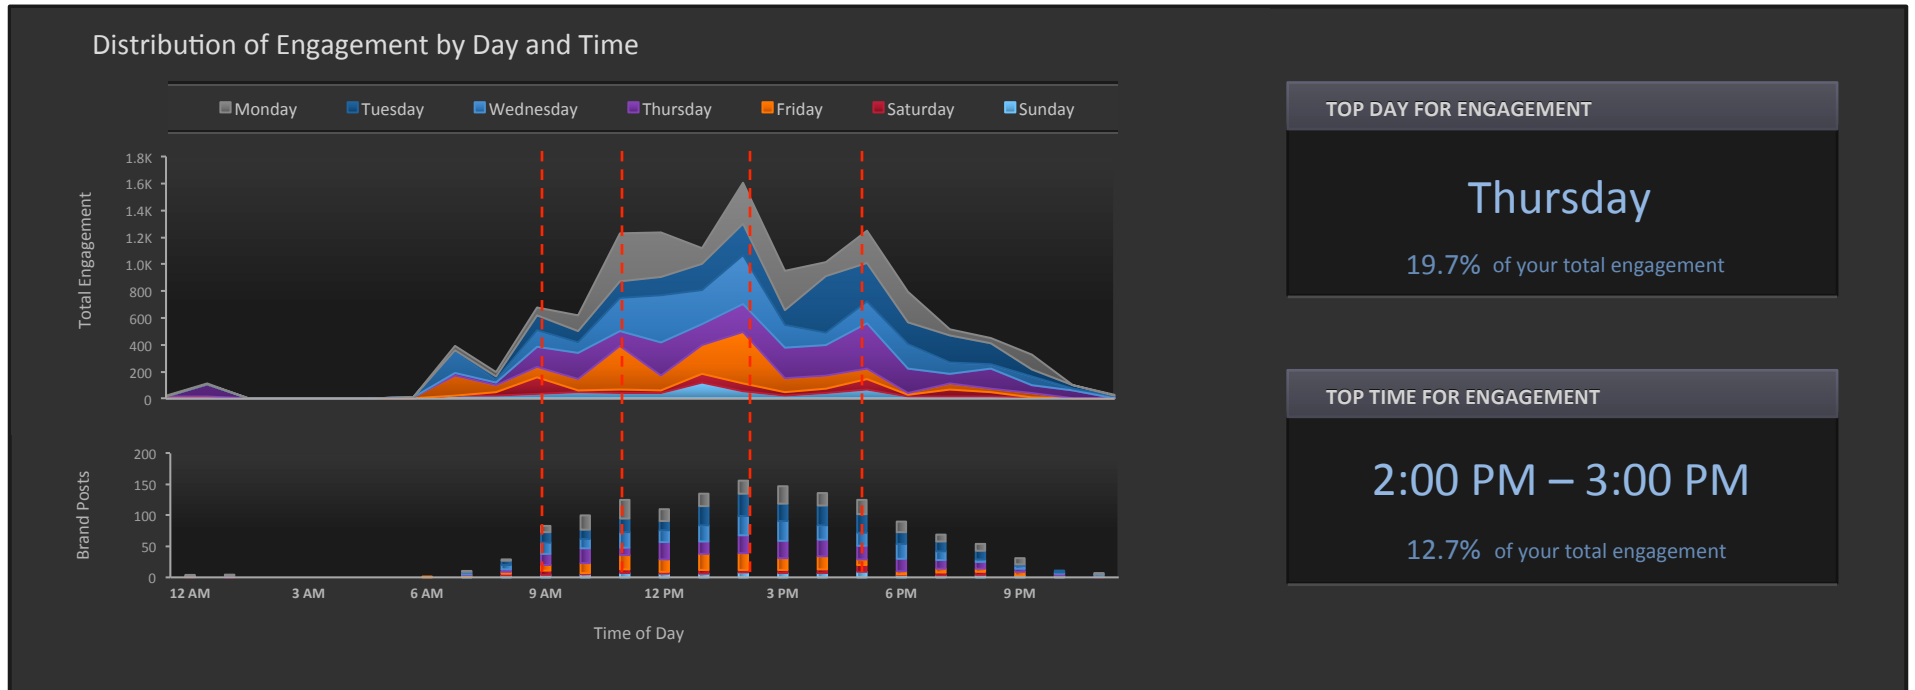 Distribution of Engagement by Day and Time
Monday Tuesday Wednesday Thursday Friday Saturday Sunday
Total Engagement
1.8K
1.6K
1.4K
1.2K
1.0K
800
600
400
200
0
Brand Posts
200
150
100
50
0
12 AM 3 AM 6 AM 9 AM 12 PM 3 PM 6 PM 9 PM
Time of Day
TOP DAY FOR ENGAGEMENT
Thursday
19.7% of your total engagement
TOP TIME FOR ENGAGEMENT
2:00 PM – 3:00 PM
12.7% of your total engagement